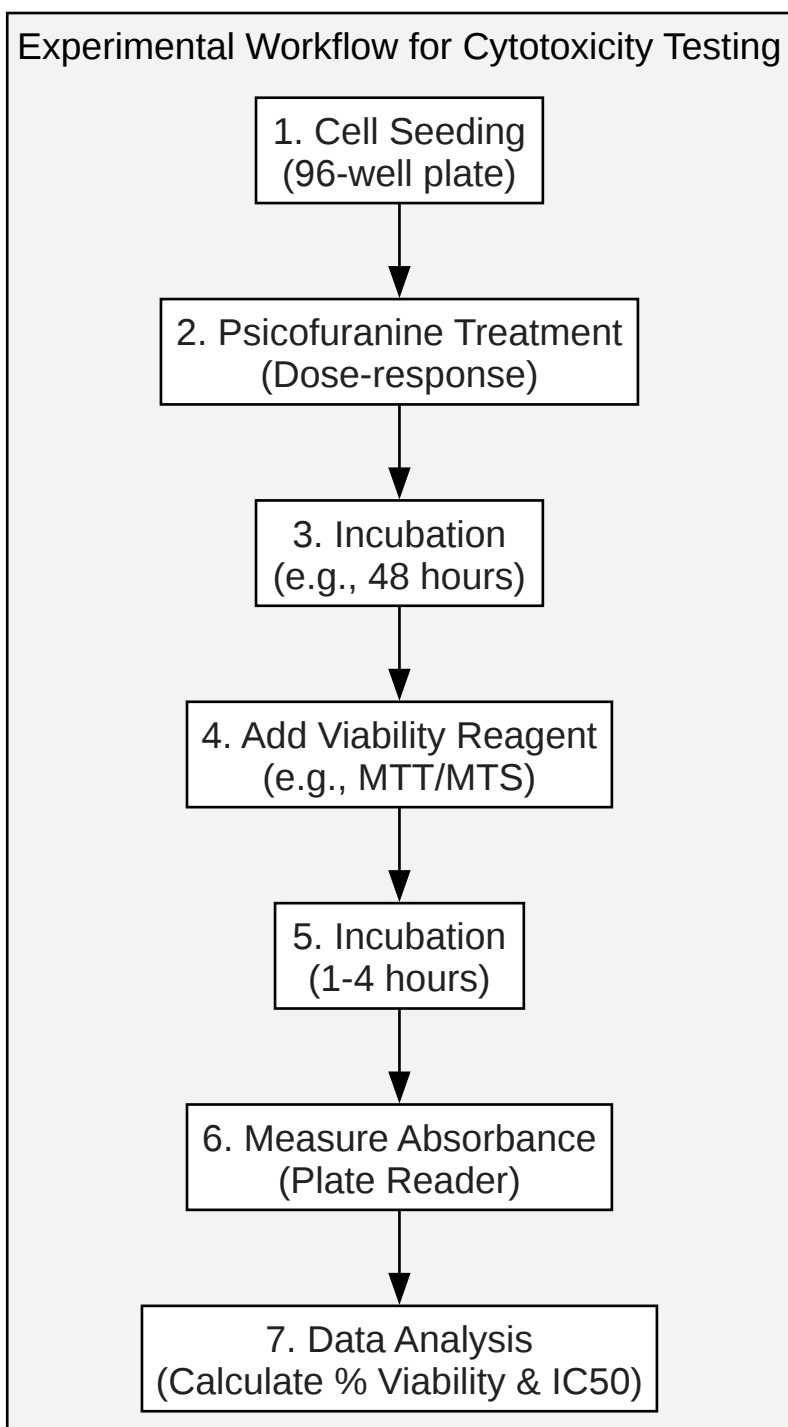 Experimental Workflow for Cytotoxicity Testing
1. Cell Seeding
(96-well plate)
2. Psicofuranine Treatment
(Dose-response)
3. Incubation
(e.g., 48 hours)
4. Add Viability Reagent
(e.g., MTT/MTS)
5. Incubation
(1-4 hours)
6. Measure Absorbance
(Plate Reader)
7. Data Analysis
(Calculate % Viability & IC50)